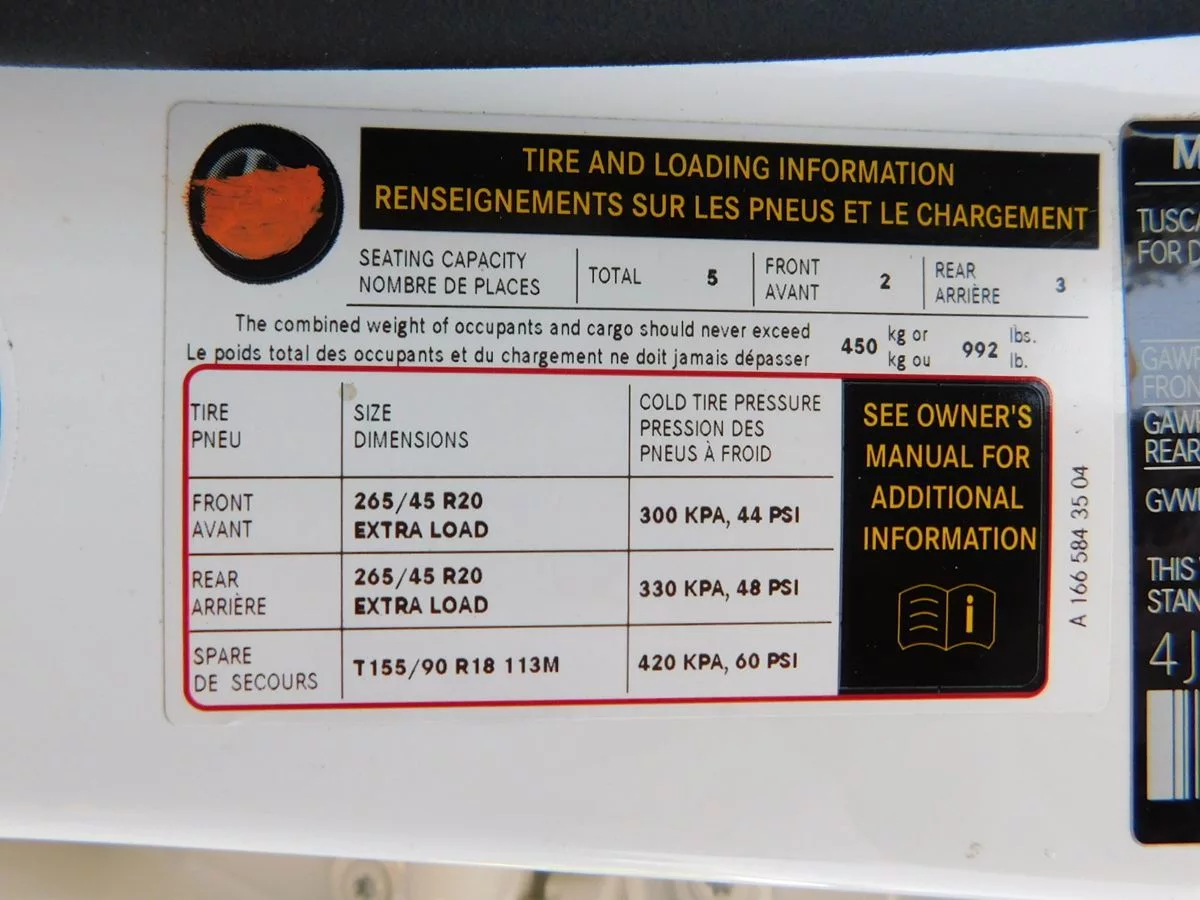 TIRE AND LOADING INFORMATION
RENSEIGNEMENTS SUR LES PNEUS ET LE CHARGEMENT
SEATING CAPACITY
NOMBRE DE PLACES
TOTAL 5
FRONT
AVANT
2
REAR
ARRIÈRE
3
The combined weight of occupants and cargo should never exceed
Le poids total des occupants et du chargement ne doit jamais dépasser
450 kg or
kg ou
992 lbs.
lb.
TIRE
PNEU
SIZE
DIMENSIONS
COLD TIRE PRESSURE
PRESSION DES
PNEUS À FROID
FRONT
AVANT
265/45 R20
EXTRA LOAD
300 KPA, 44 PSI
REAR
ARRIÈRE
265/45 R20
EXTRA LOAD
330 KPA, 48 PSI
SPARE
DE SECOURS
T155/90 R18 113M
420 KPA, 60 PSI
SEE OWNER'S
MANUAL FOR
ADDITIONAL
INFORMATION
i
A 166 584 35 04
FOR
FRONT
REAR
THIS
4J